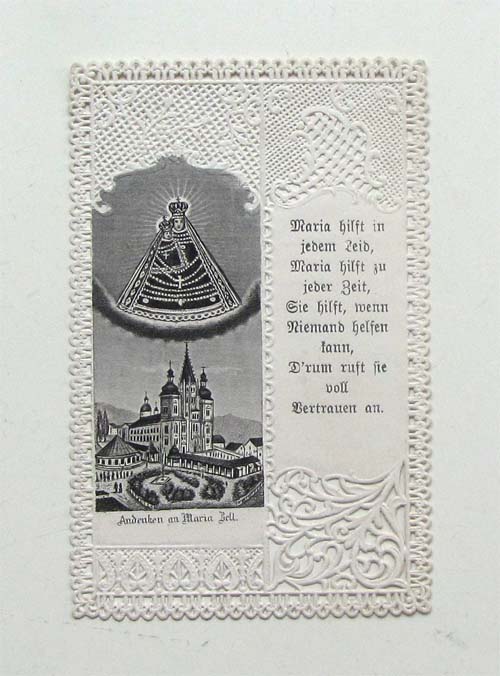 Maria hilft in
jedem Leid,
Maria hilft zu
jeder Zeit,
Sie hilft, wenn
Niemand helfen
kann,
D'rum ruft sie
voll
Vertrauen an.
Andenken an Maria Zell.